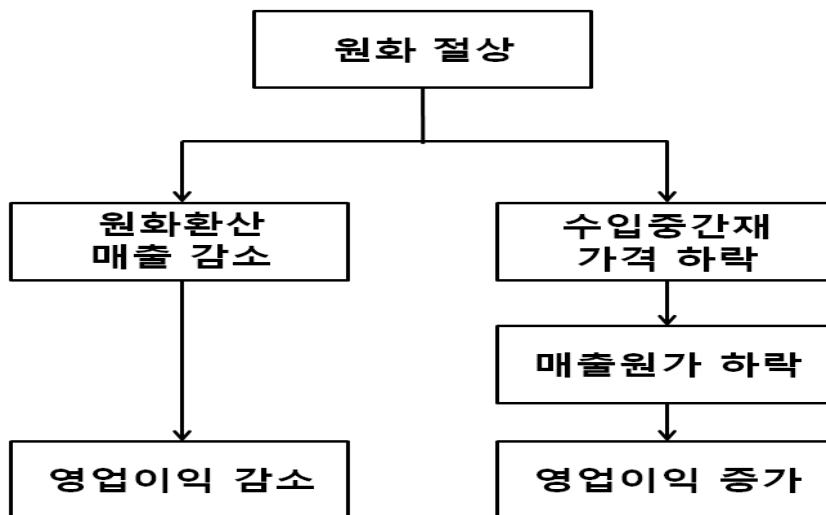 원화 절상
원화환산
매출 감소
수입중간재
가격 하락
매출원가 하락
영업이익 감소
영업이익 증가